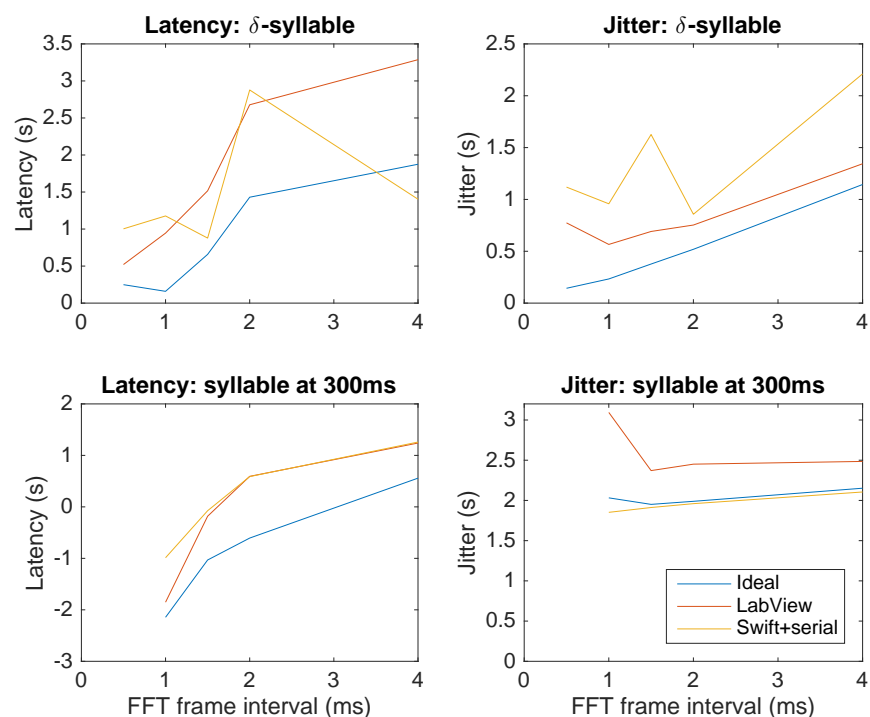 Latency: δ-syllable
Latency (s)
3.5
3
2.5
2
1.5
1
0.5
0
0 1 2 3 4
Jitter: δ-syllable
Jitter (s)
2.5
2
1.5
1
0.5
0
0 1 2 3 4
Latency: syllable at 300ms
Latency (s)
2
1
0
-1
-2
-3
0 1 2 3 4
FFT frame interval (ms)
Jitter: syllable at 300ms
Jitter (s)
3
2.5
2
1.5
1
0.5
0
Ideal
LabView
Swift+serial
0 1 2 3 4
FFT frame interval (ms)